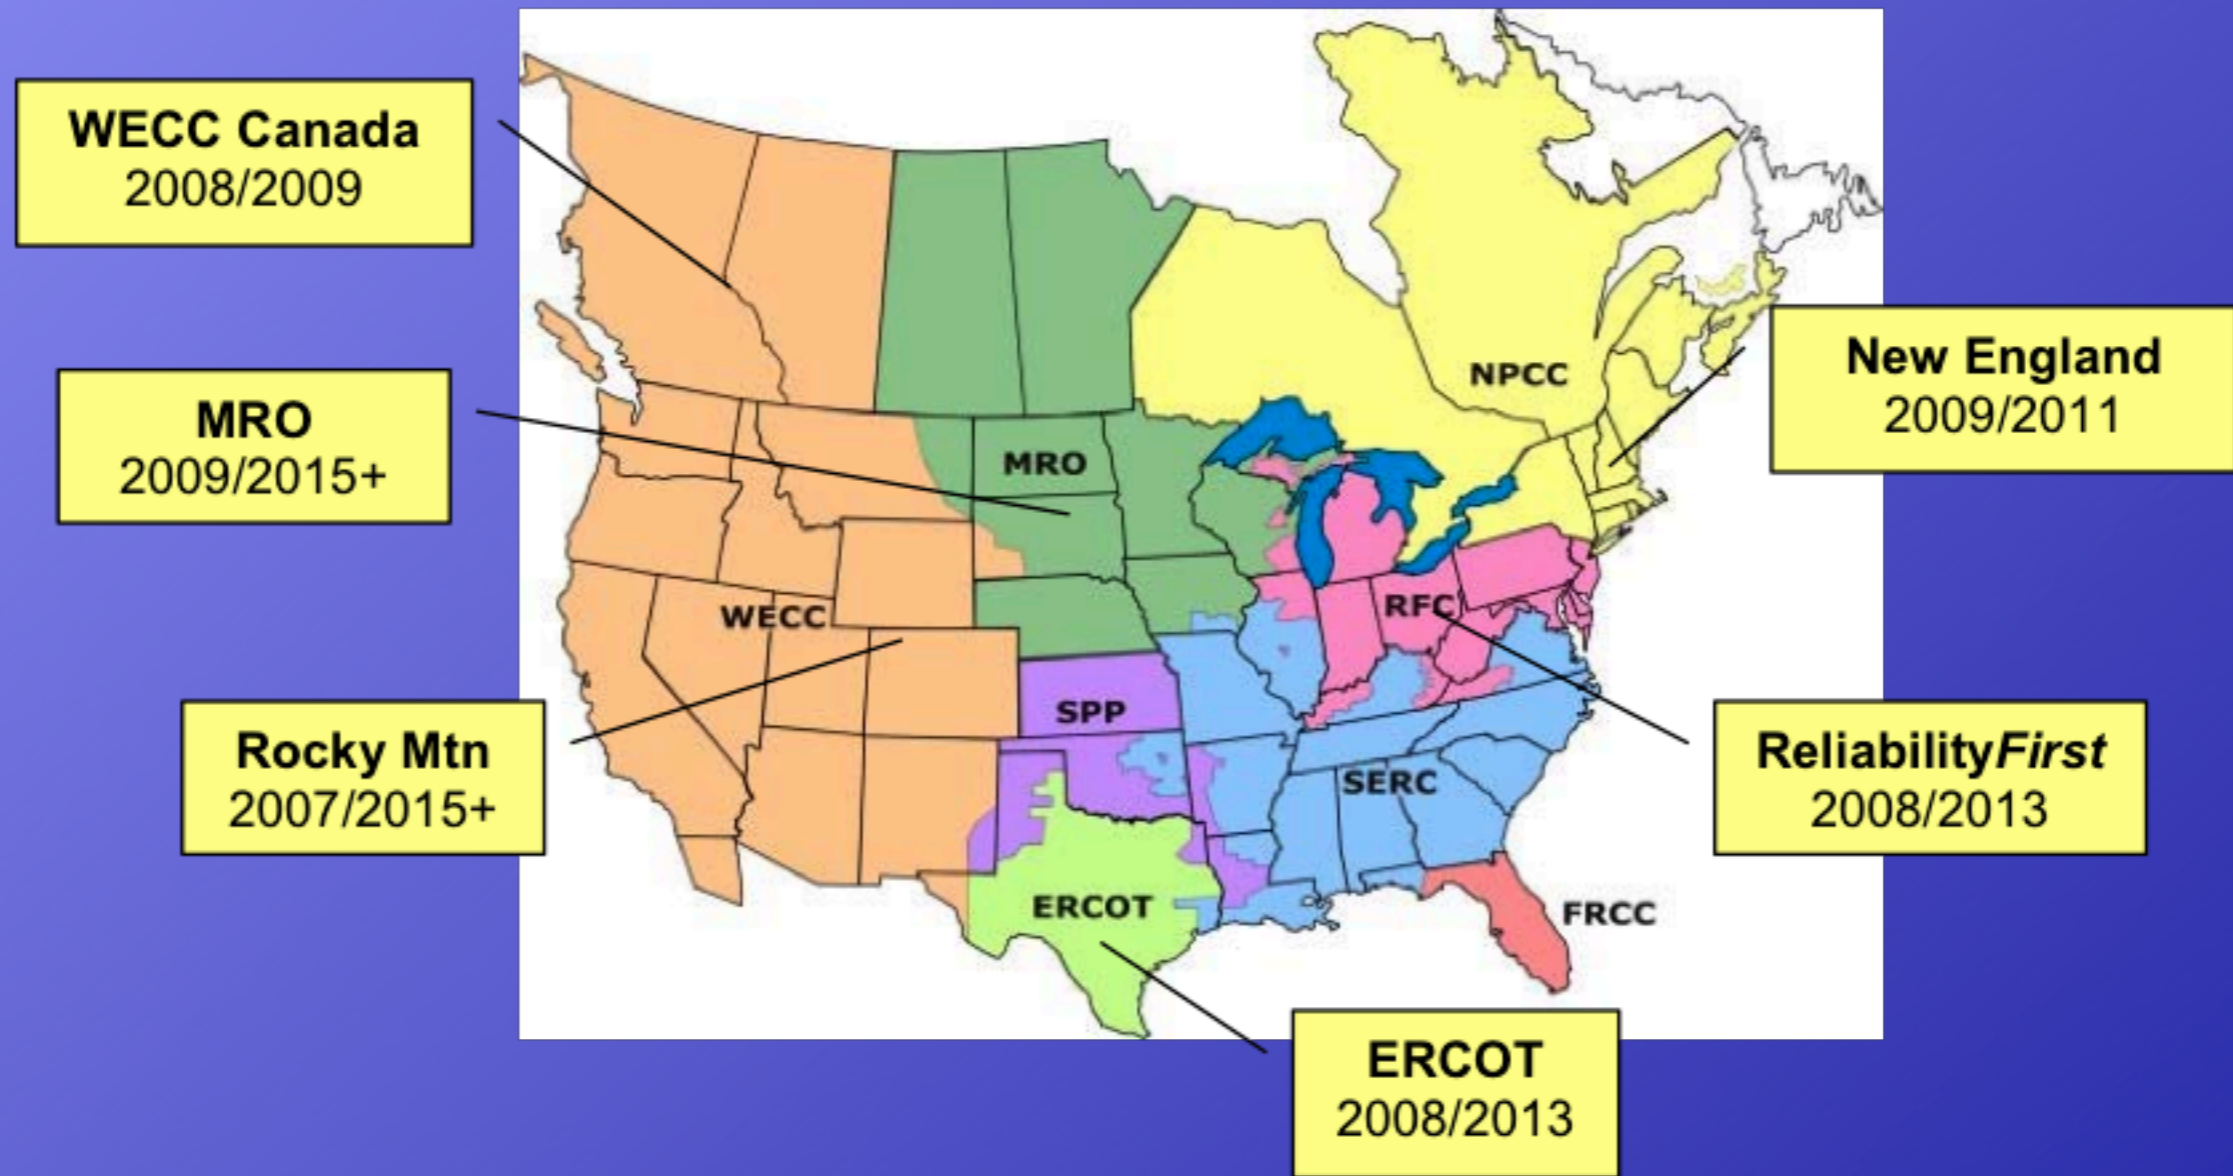 WECC Canada
2008/2009
MRO
2009/2015+
Rocky Mtn
2007/2015+
NPCC
MRO
WECC
RFC
SPP
SERC
ERCOT
FRCC
New England
2009/2011
ReliabilityFirst
2008/2013
ERCOT
2008/2013